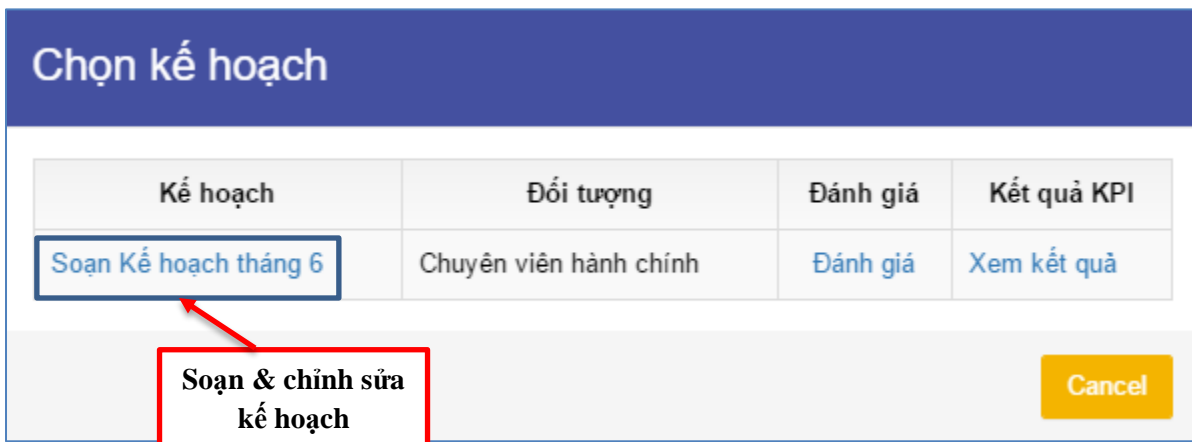 Chọn kế hoạch
Kế hoạch Đối tượng Đánh giá Kết quả KPI
Soạn Kế hoạch tháng 6 Chuyên viên hành chính Đánh giá Xem kết quả
Soạn & chỉnh sửa
kế hoạch
Cancel